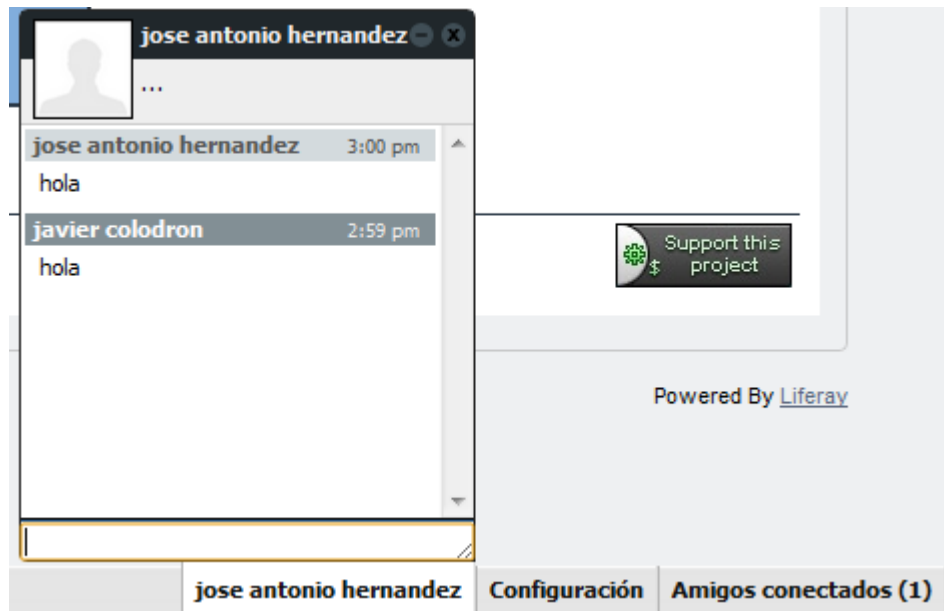 jose antonio hernandez
...
jose antonio hernandez 3:00 pm
hola
javier colodron 2:59 pm
hola
Support this
$ project
Powered By Liferay
jose antonio hernandez Configuración Amigos conectados (1)